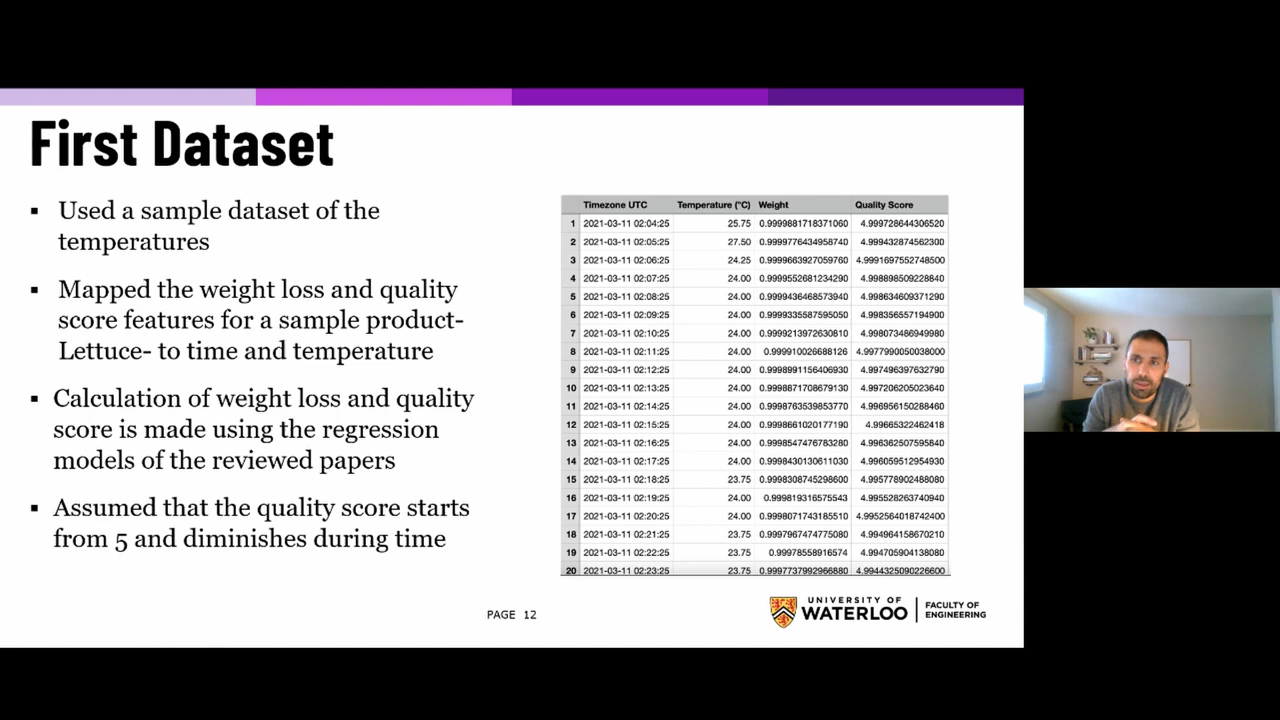 First Dataset
▪ Used a sample dataset of the
temperatures
▪ Mapped the weight loss and quality
score features for a sample product-
Lettuce- to time and temperature
▪ Calculation of weight loss and quality
score is made using the regression
models of the reviewed papers
▪ Assumed that the quality score starts
from 5 and diminishes during time
Timezone UTC Temperature (°C) Weight Quality Score
1 2021-03-11 02:04:25 25.75 0.9999881718371060 4.999728644306520
2 2021-03-11 02:05:25 27.50 0.9999776434958740 4.999432874562300
3 2021-03-11 02:06:25 24.25 0.9999663927059760 4.9991697552748500
4 2021-03-11 02:07:25 24.00 0.9999552681234290 4.998898509228840
5 2021-03-11 02:08:25 24.00 0.9999436468573940 4.998634609371290
6 2021-03-11 02:09:25 24.00 0.9999335587595050 4.998356557194900
7 2021-03-11 02:10:25 24.00 0.9999213972630810 4.998073486949980
8 2021-03-11 02:11:25 24.00 0.999910026688126 4.9977990050038000
9 2021-03-11 02:12:25 24.00 0.9998991156406930 4.997496397632790
10 2021-03-11 02:13:25 24.00 0.9998871708679130 4.997206205023640
11 2021-03-11 02:14:25 24.00 0.9998763539853770 4.996956150288460
12 2021-03-11 02:15:25 24.00 0.9998661020177190 4.99665322462418
13 2021-03-11 02:16:25 24.00 0.9998547476783280 4.996362507595840
14 2021-03-11 02:17:25 24.00 0.9998430130611030 4.996059512954930
15 2021-03-11 02:18:25 23.75 0.9998308745298600 4.995778902488080
16 2021-03-11 02:19:25 24.00 0.999819316575543 4.995528263740940
17 2021-03-11 02:20:25 24.00 0.9998071743185510 4.9952564018742400
18 2021-03-11 02:21:25 23.75 0.9997967474775080 4.994964158670210
19 2021-03-11 02:22:25 23.75 0.99978558916574 4.994705904138080
20 2021-03-11 02:23:25 23.75 0.9997737992966880 4.9944325090226600
PAGE 12
UNIVERSITY OF
WATERLOO
FACULTY OF
ENGINEERING